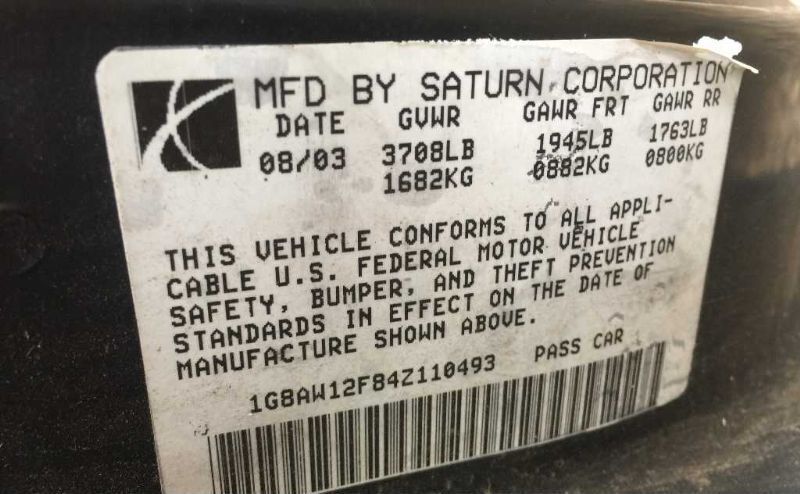 MFD BY SATURN CORPORATION
DATE GVWR GAWR FRT GAWR RR
08/03 3708LB 1945LB 1763LB
1682KG 0882KG 0800KG
THIS VEHICLE CONFORMS TO ALL APPLI-
CABLE U.S. FEDERAL MOTOR VEHICLE
SAFETY, BUMPER, AND THEFT PREVENTION
STANDARDS IN EFFECT ON THE DATE OF
MANUFACTURE SHOWN ABOVE.
1G8AW12F84Z110493 PASS CAR